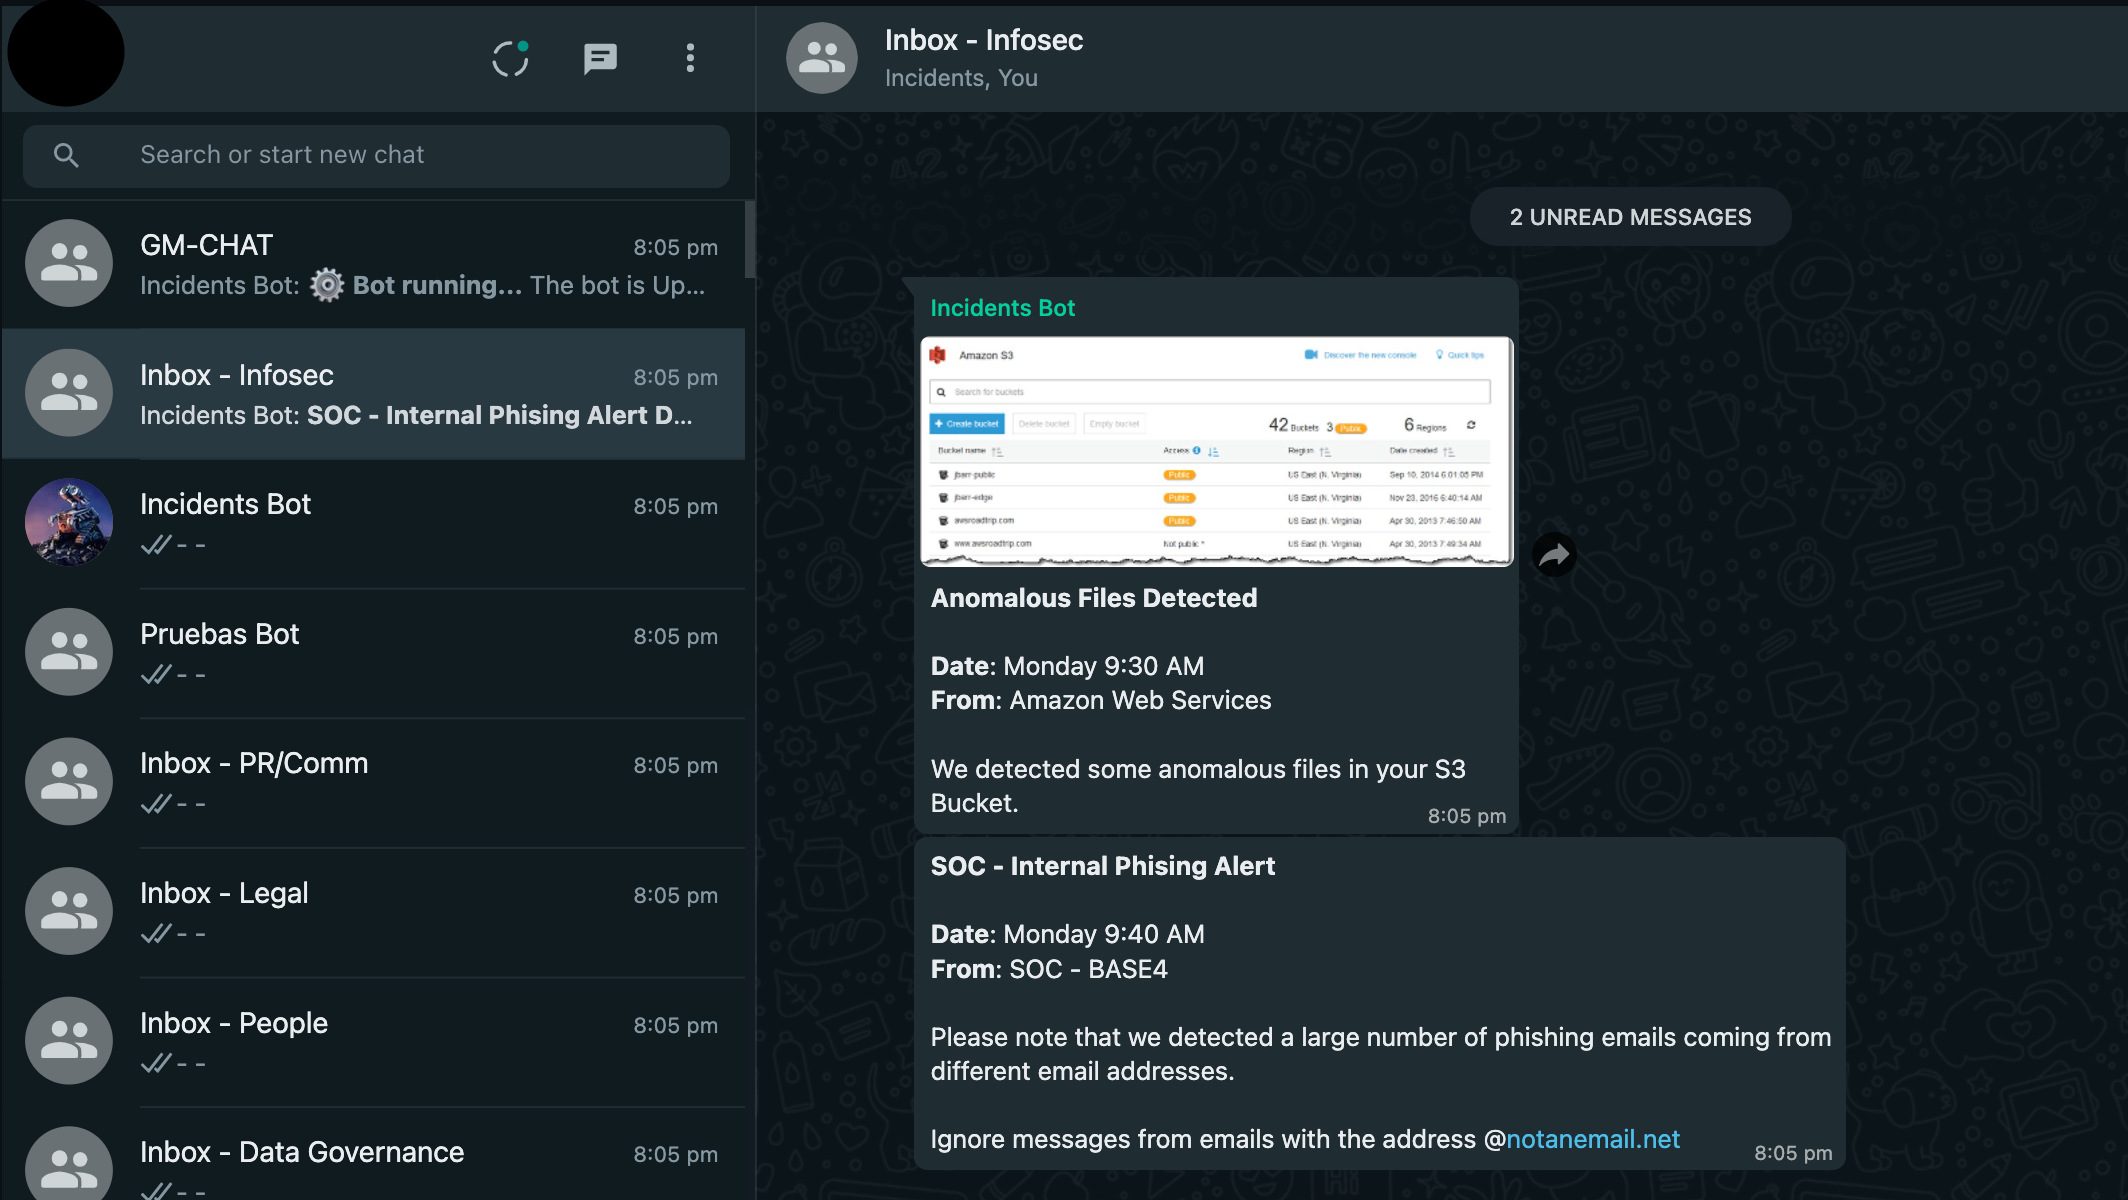 Search or start new chat
GM-CHAT
8:05 pm
Incidents Bot: ⚙️ Bot running... The bot is Up...
Inbox - Infosec
8:05 pm
Incidents Bot: SOC - Internal Phising Alert D...
Incidents Bot
8:05 pm
- -
Pruebas Bot
8:05 pm
- -
Inbox - PR/Comm
8:05 pm
- -
Inbox - Legal
8:05 pm
- -
Inbox - People
8:05 pm
- -
Inbox - Data Governance
8:05 pm
- -
Inbox - Infosec
Incidents, You
2 UNREAD MESSAGES
Incidents Bot
Amazon S3
Discover the new console
Quick tips
Search for buckets
+ Create bucket
Delete bucket
Empty bucket
42 Buckets 3 Public
6 Regions
Bucket name Access Region Date created
jbarr-public Public US East (N. Virginia) Sep 10, 2014 6:01:05 PM
jbarr-edge Public US East (N. Virginia) Nov 23, 2016 6:40:14 AM
awsroadtrip.com Public US East (N. Virginia) Apr 30, 2013 7:46:50 AM
www.awsroadtrip.com Not public * US East (N. Virginia) Apr 30, 2013 7:49:34 AM
Anomalous Files Detected
Date: Monday 9:30 AM
From: Amazon Web Services
We detected some anomalous files in your S3
Bucket.
8:05 pm
SOC - Internal Phising Alert
Date: Monday 9:40 AM
From: SOC - BASE4
Please note that we detected a large number of phishing emails coming from
different email addresses.
Ignore messages from emails with the address @notanemail.net
8:05 pm